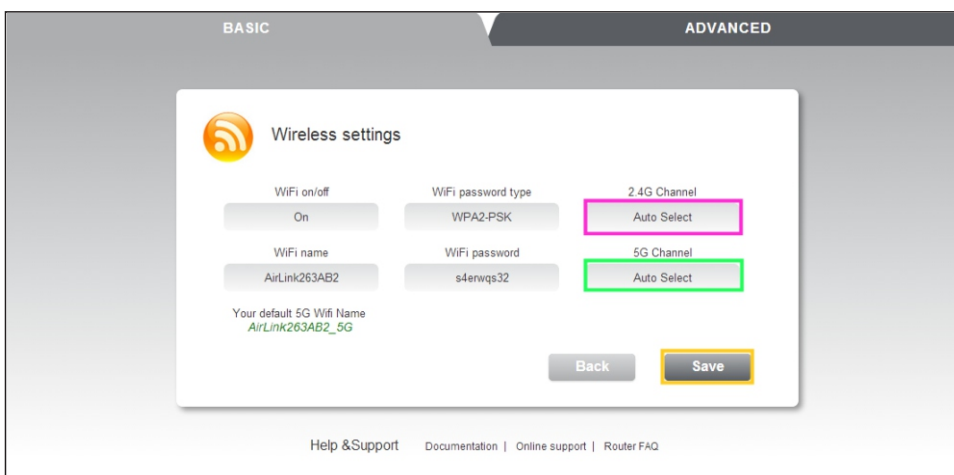 BASIC ADVANCED
Wireless settings
WiFi on/off WiFi password type 2.4G Channel
On WPA2-PSK Auto Select
WiFi name WiFi password 5G Channel
AirLink263AB2 s4erwqs32 Auto Select
Your default 5G Wifi Name
AirLink263AB2_5G
Back Save
Help &Support Documentation | Online support | Router FAQ